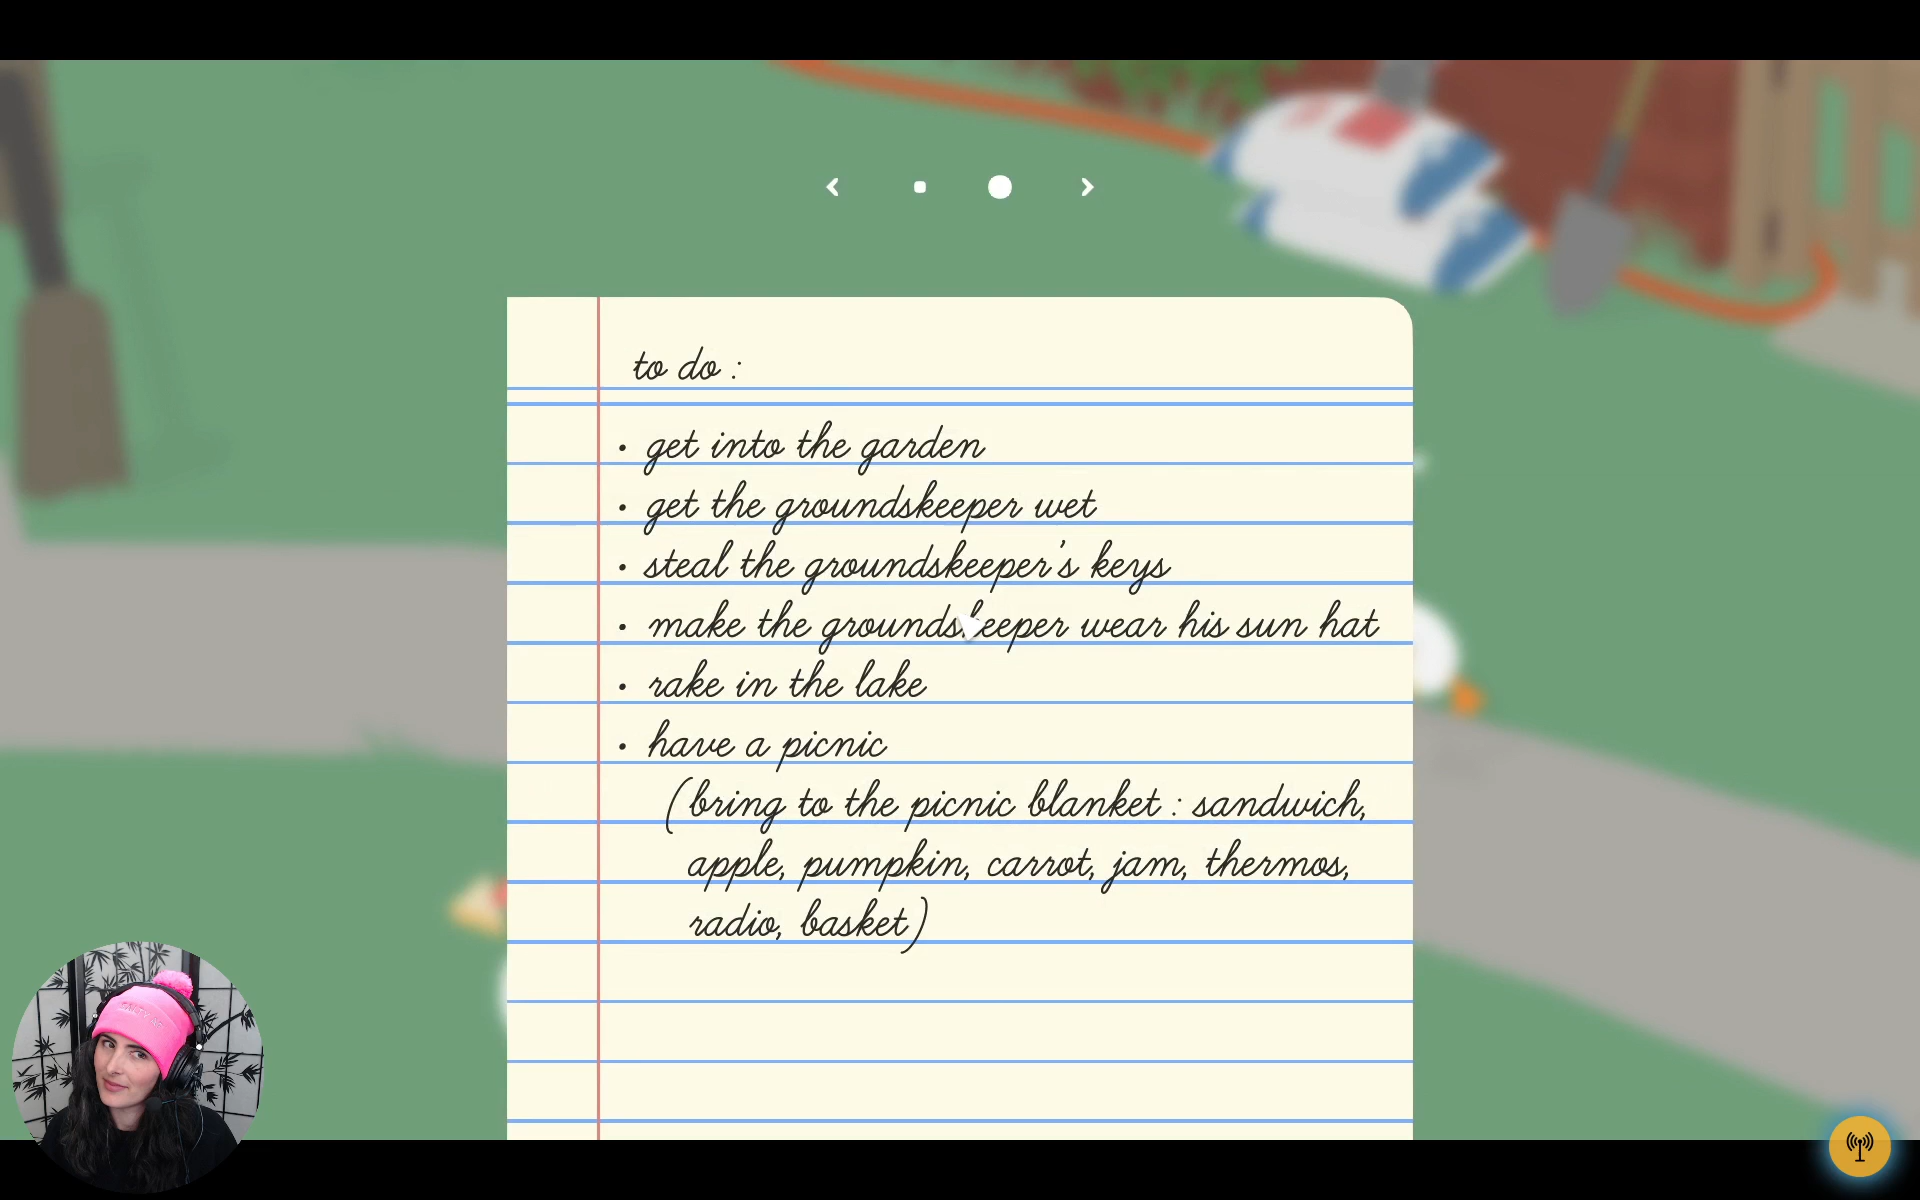 to do :
• get into the garden
• get the groundskeeper wet
• steal the groundskeeper's keys
• make the groundskeeper wear his sun hat
• rake in the lake
• have a picnic
(bring to the picnic blanket : sandwich,
apple, pumpkin, carrot, jam, thermos,
radio, basket)